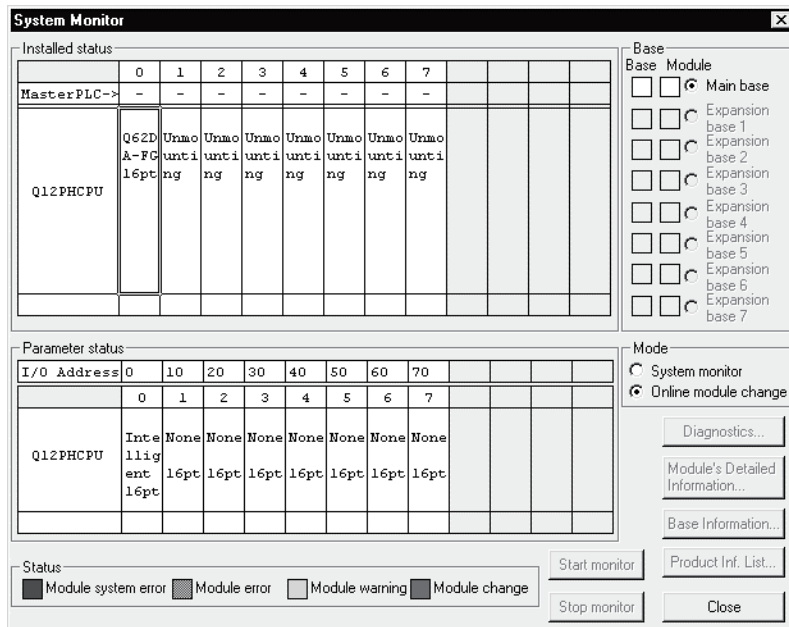 System Monitor
Installed status
0 1 2 3 4 5 6 7
MasterPLC-> - - - - - - - -
Q12PHCPU
Q62D
A-FG
16pt
Unmo
unti
ng
Unmo
unti
ng
Unmo
unti
ng
Unmo
unti
ng
Unmo
unti
ng
Unmo
unti
ng
Unmo
unti
ng
Base
Base Module
Main base
Expansion
base 1
Expansion
base 2
Expansion
base 3
Expansion
base 4
Expansion
base 5
Expansion
base 6
Expansion
base 7
Parameter status
I/O Address 0 10 20 30 40 50 60 70
0 1 2 3 4 5 6 7
Q12PHCPU
Inte
llig
ent
16pt
None
16pt
None
16pt
None
16pt
None
16pt
None
16pt
None
16pt
None
16pt
Mode
System monitor
Online module change
Diagnostics...
Module's Detailed
Information...
Base Information...
Product Inf. List...
Status
Module system error Module error Module warning Module change
Start monitor
Stop monitor
Close